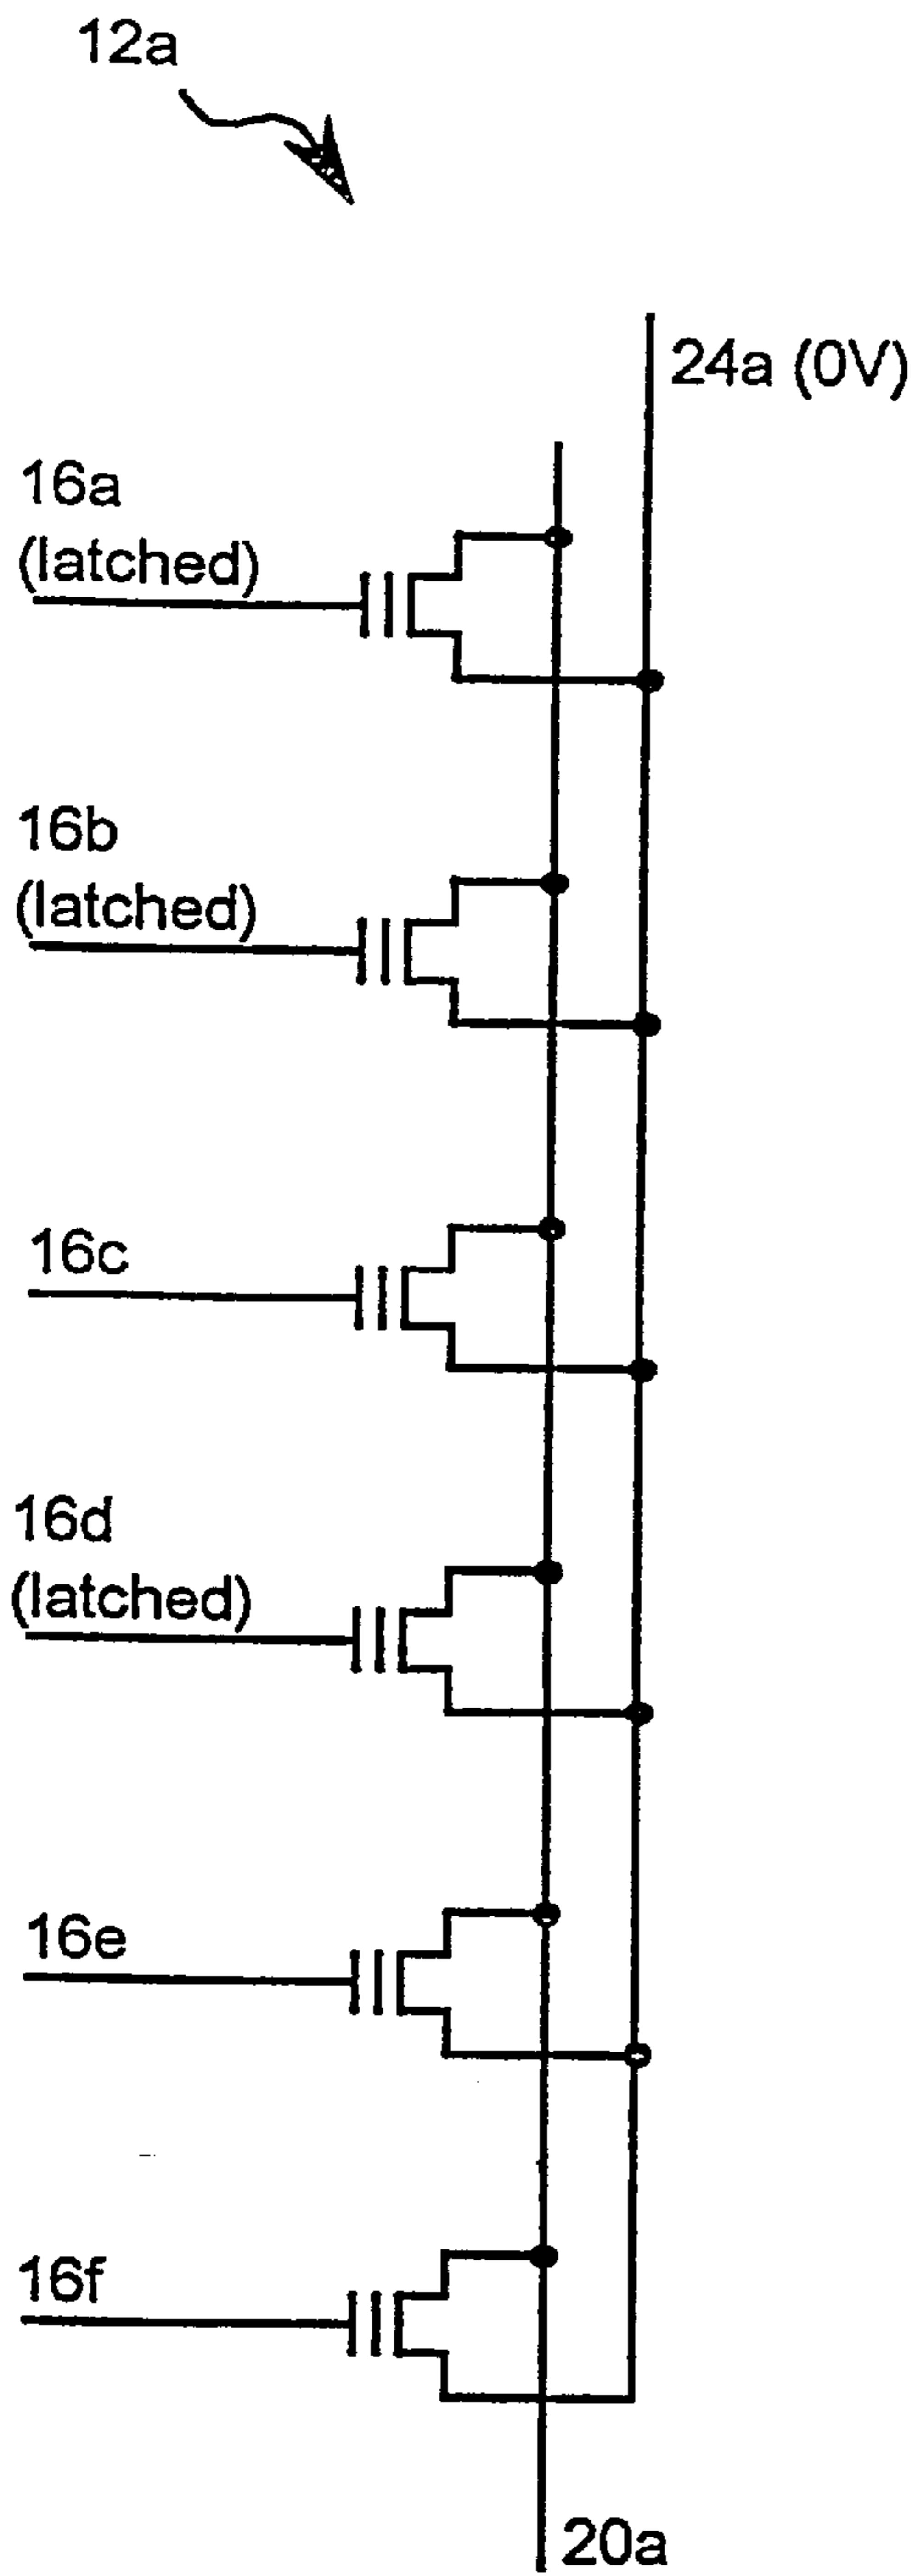 12a
24a (0V)
16a
(latched)
16b
(latched)
16c
16d
(latched)
16e
16f
20a